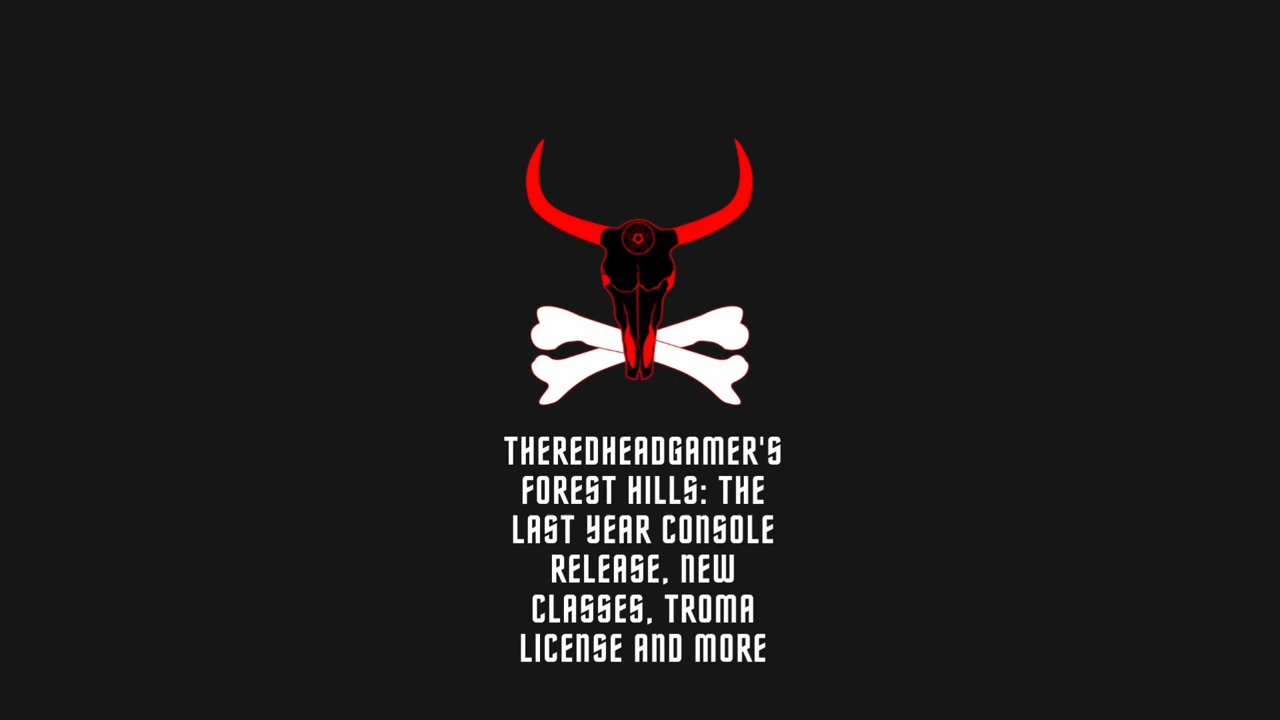 THEREDHEADGAMER'S
FOREST HILLS: THE
LAST YEAR CONSOLE
RELEASE, NEW
CLASSES, TROMA
LICENSE AND MORE